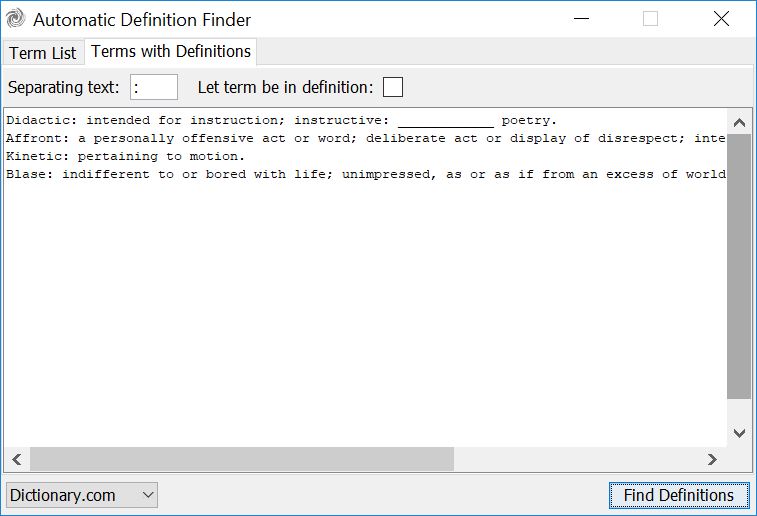 Automatic Definition Finder
Term List Terms with Definitions
Separating text: : Let term be in definition:
Didactic: intended for instruction; instructive: ____________ poetry.
Affront: a personally offensive act or word; deliberate act or display of disrespect; inte
Kinetic: pertaining to motion.
Blase: indifferent to or bored with life; unimpressed, as or as if from an excess of world
Dictionary.com Find Definitions